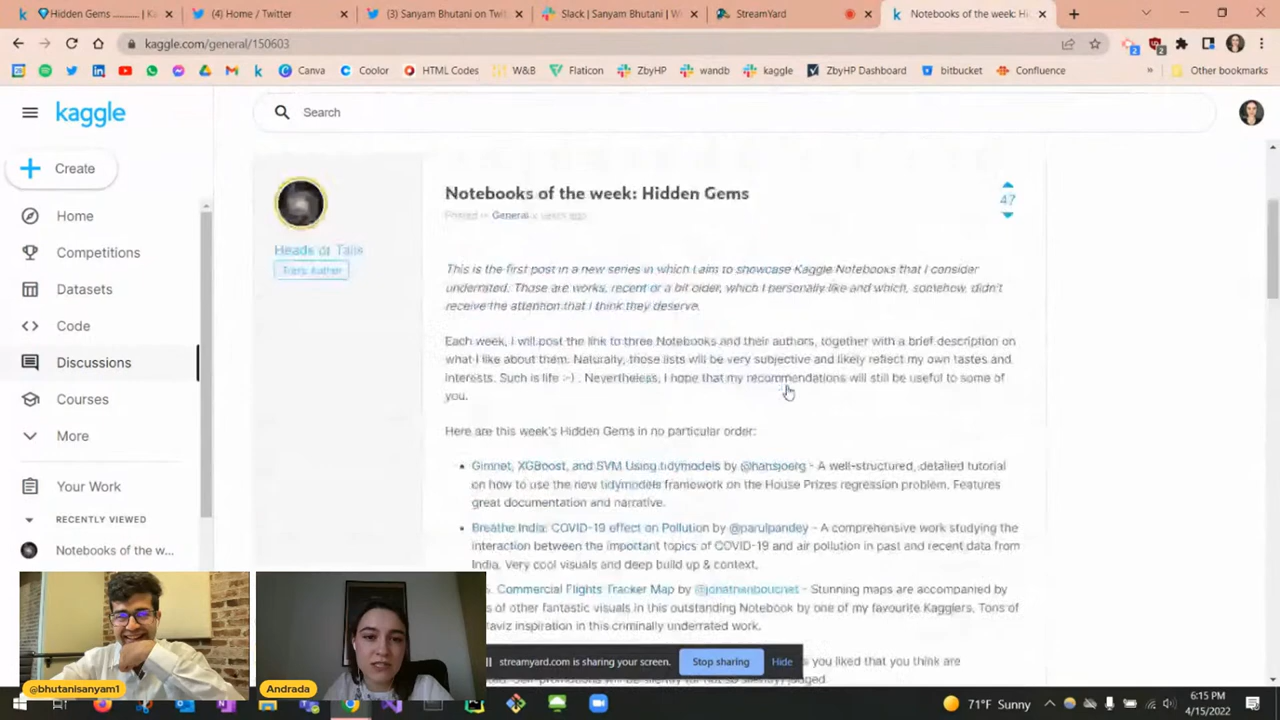 Hidden Gems ........... | Ka
(4) Home / Twitter
(3) Sanyam Bhutani on Twit
Slack | Sanyam Bhutani | W
StreamYard
Notebooks of the week: Hi
kaggle.com/general/150603
Canva
Coolor
HTML Codes
W&B
Flaticon
ZbyHP
wandb
kaggle
ZbyHP Dashboard
bitbucket
Confluence
»
Other bookmarks
kaggle
Search
Create
Home
Competitions
Datasets
Code
Discussions
Courses
More
Your Work
RECENTLY VIEWED
Notebooks of the w...
Heads or Tails
Topic Author
Notebooks of the week: Hidden Gems
Posted in General 2 years ago
47
This is the first post in a new series in which I aim to showcase Kaggle Notebooks that I consider
underrated. Those are works, recent or a bit older, which I personally like and which, somehow, didn't
receive the attention that I think they deserve.
Each week, I will post the link to three Notebooks and their authors, together with a brief description on
what I like about them. Naturally, those lists will be very subjective and likely reflect my own tastes and
interests. Such is life :-) . Nevertheless, I hope that my recommendations will still be useful to some of
you.
Here are this week's Hidden Gems in no particular order:
Glmnet, XGBoost, and SVM Using tidymodels by @hansjoerg - A well-structured, detailed tutorial
on how to use the new tidymodels framework on the House Prizes regression problem. Features
great documentation and narrative.
Breathe India: COVID-19 effect on Pollution by @parulpandey - A comprehensive work studying the
interaction between the important topics of COVID-19 and air pollution in past and recent data from
India. Very cool visuals and deep build up & context.
Commercial Flights Tracker Map by @jonathanbouchet - Stunning maps are accompanied by
of other fantastic visuals in this outstanding Notebook by one of my favourite Kagglers. Tons of
inspiration in this criminally underrated work.
you liked that you think are
streamyard.com is sharing your screen.
Stop sharing
Hide
@bhutanisanyam1
Andrada
71°F Sunny
6:15 PM
4/15/2022